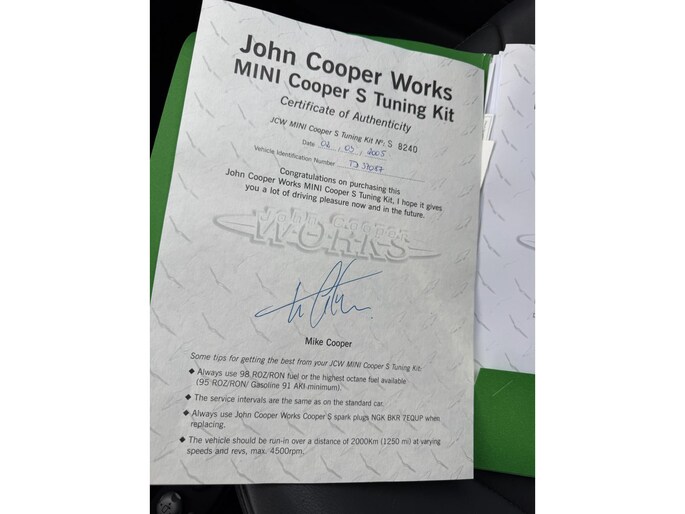 John Cooper Works
MINI Cooper S Tuning Kit
Certificate of Authenticity
JCW MINI Cooper S Tuning Kit Nº: S 8240
Date 02 . 03 . 2005
Vehicle Identification Number
Congratulations on purchasing this
John Cooper Works MINI Cooper S Tuning Kit, I hope it gives
you a lot of driving pleasure now and in the future.
John Cooper
WORKS
Mike Cooper
Some tips for getting the best from your JCW MINI Cooper S Tuning Kit:
◆ Always use 98 ROZ/RON fuel or the highest octane fuel available
(95 ROZ/RON/ Gasoline 91 AKI minimum).
◆ The service intervals are the same as on the standard car.
◆ Always use John Cooper Works Cooper S spark plugs NGK BKR 7EQUP when
replacing.
◆ The vehicle should be run-in over a distance of 2000Km (1250 mi) at varying
speeds and revs, max. 4500rpm.